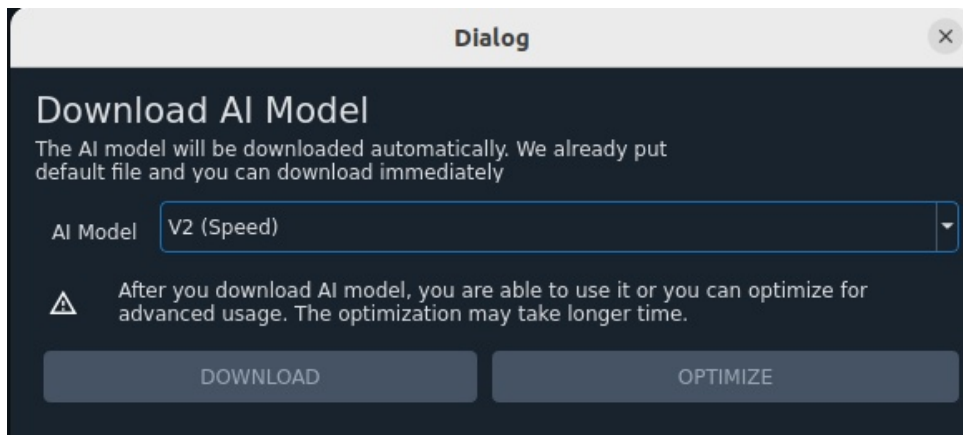 Dialog
Download AI Model
The AI model will be downloaded automatically. We already put
default file and you can download immediately
AI Model V2 (Speed)
After you download AI model, you are able to use it or you can optimize for
advanced usage. The optimization may take longer time.
DOWNLOAD OPTIMIZE